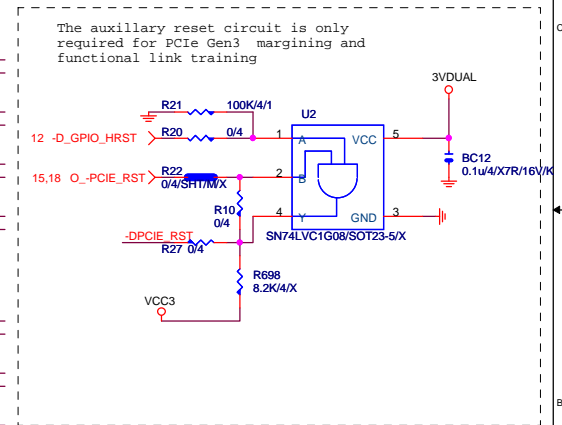 The auxillary reset circuit is only
required for PCIe Gen3 margining and
functional link training
C
3VDUAL
R21 100K/4/1
U2
12 -D_GPIO_HRST R20 0/4 1 A VCC 5
BC12
0.1u/4/X7R/16V/K
15,18 O_-PCIE_RST R22 2 B
0/4/SHT/M/X
R10
0/4
4 Y GND 3
-DPCIE_RST
SN74LVC1G08/SOT23-5/X
R27 0/4
R698
8.2K/4/X
VCC3
B